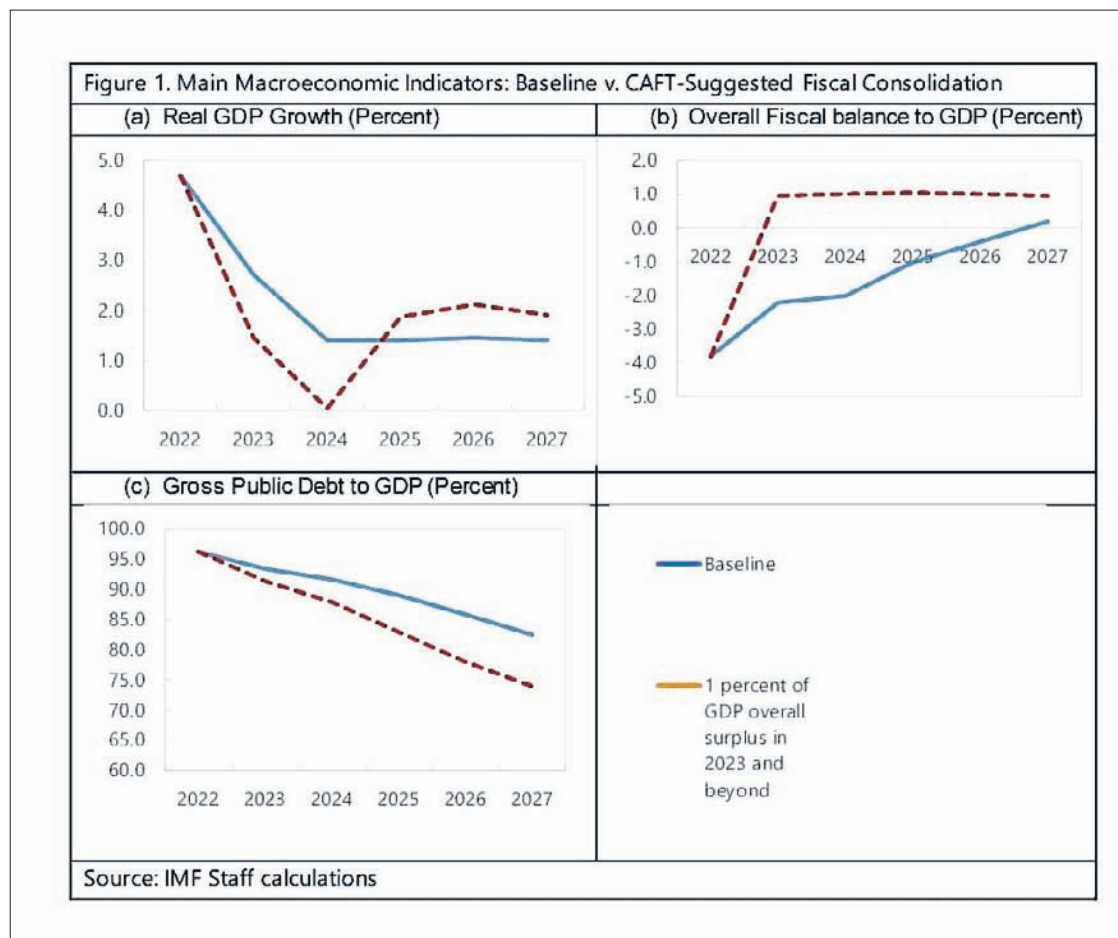 Figure 1. Main Macroeconomic Indicators: Baseline v. CAFT-Suggested Fiscal Consolidation
(a) Real GDP Growth (Percent)
5.0
4.0
3.0
2.0
1.0
0.0
2022 2023 2024 2025 2026 2027
(b) Overall Fiscal balance to GDP (Percent)
2.0
1.0
0.0
2022 2023 2024 2025 2026 2027
-1.0
-2.0
-3.0
-4.0
-5.0
(c) Gross Public Debt to GDP (Percent)
100.0
95.0
90.0
85.0
80.0
75.0
70.0
65.0
60.0
2022 2023 2024 2025 2026 2027
Baseline
1 percent of
GDP overall
surplus in
2023 and
beyond
Source: IMF Staff calculations